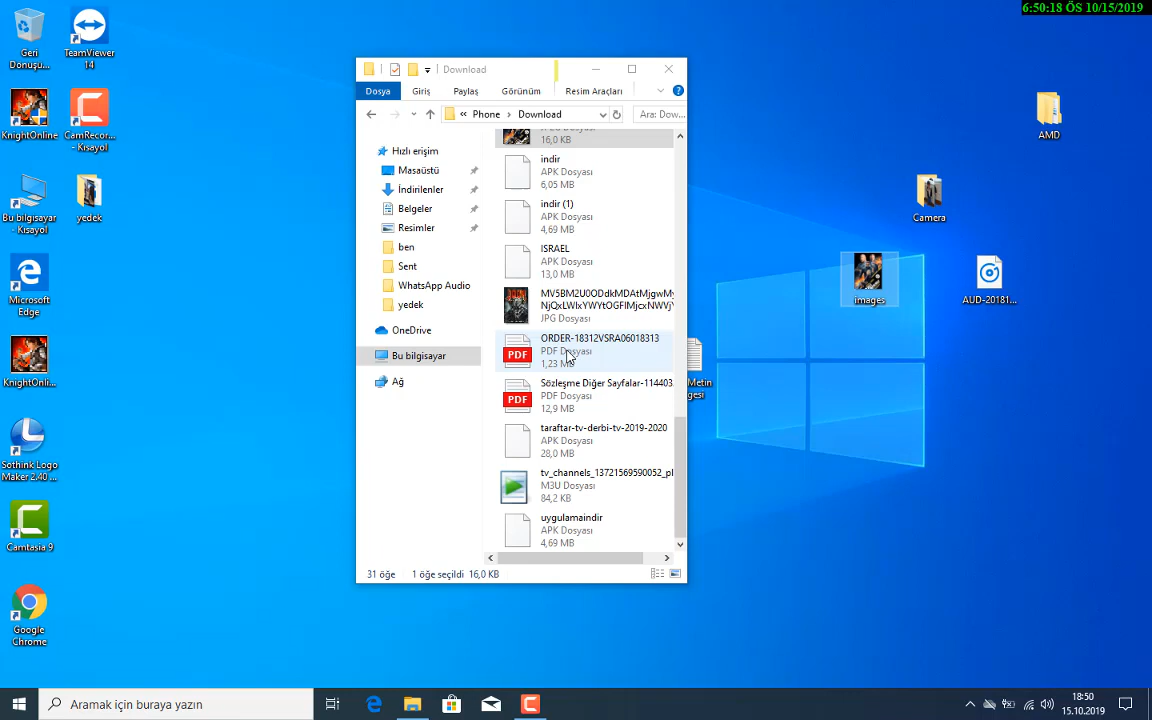 6:50:18 ÖS 10/15/2019
Geri
Donuşu...
TeamViewer
14
KnightOnline
CamRecor...
- Kısayol
Bu bilgisayar
- Kısayol
yedek
Microsoft
Edge
KnightOnli...
Sothink Logo
Maker 2.40 ...
Camtasia 9
Google
Chrome
Download
Dosya
Giriş
Paylaş
Görünüm
Resim Araçları
« Phone > Download
Ara: Dow...
Hızlı erişim
Masaüstü
İndirilenler
Belgeler
Resimler
ben
Sent
WhatsApp Audio
yedek
OneDrive
Bu bilgisayar
Ağ
JPEG Dosyası
16,0 KB
indir
APK Dosyası
6,05 MB
indir (1)
APK Dosyası
4,69 MB
ISRAEL
APK Dosyası
13,0 MB
JPG Dosyası
ORDER-18312VSRA06018313
PDF Dosyası
1,23 MB
Sözleşme Diğer Sayfalar-114403
PDF Dosyası
12,9 MB
taraftar-tv-derbi-tv-2019-2020
APK Dosyası
28,0 MB
tv_channels_13721569590052_pl
M3U Dosyası
84,2 KB
uygulamaindir
APK Dosyası
4,69 MB
31 öğe
1 öğe seçildi 16,0 KB
AMD
Camera
images
AUD-20181...
Metin
gesi
Aramak için buraya yazın
18:50
15.10.2019